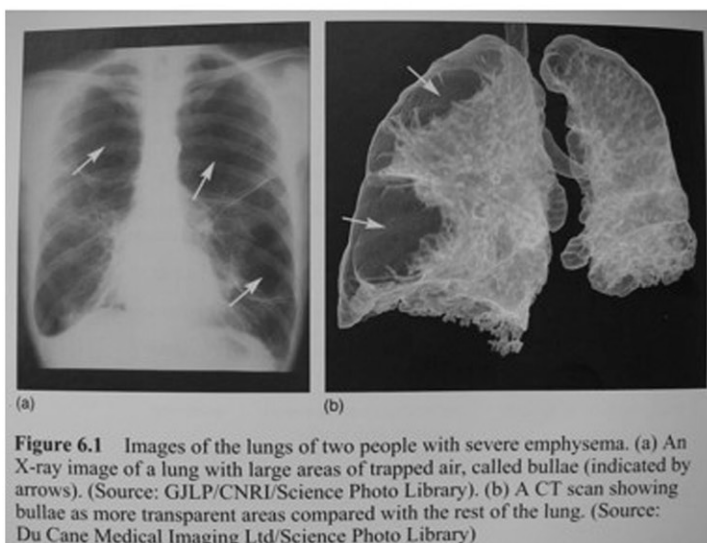 (a)
(b)
Figure 6.1 Images of the lungs of two people with severe emphysema. (a) An
X-ray image of a lung with large areas of trapped air, called bullae (indicated by
arrows). (Source: GJLP/CNRI/Science Photo Library). (b) A CT scan showing
bullae as more transparent areas compared with the rest of the lung. (Source:
Du Cane Medical Imaging Ltd/Science Photo Library)